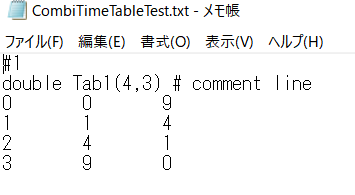 CombiTimeTableTest.txt - メモ帳
ファイル(F) 編集(E) 書式(O) 表示(V) ヘルプ(H)
#1
double Tab1(4,3) # comment line
0 0 9
1 1 4
2 4 1
3 9 0